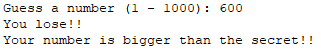 Guess a number (1 - 1000): 600
You lose!!
Your number is bigger than the secret!!